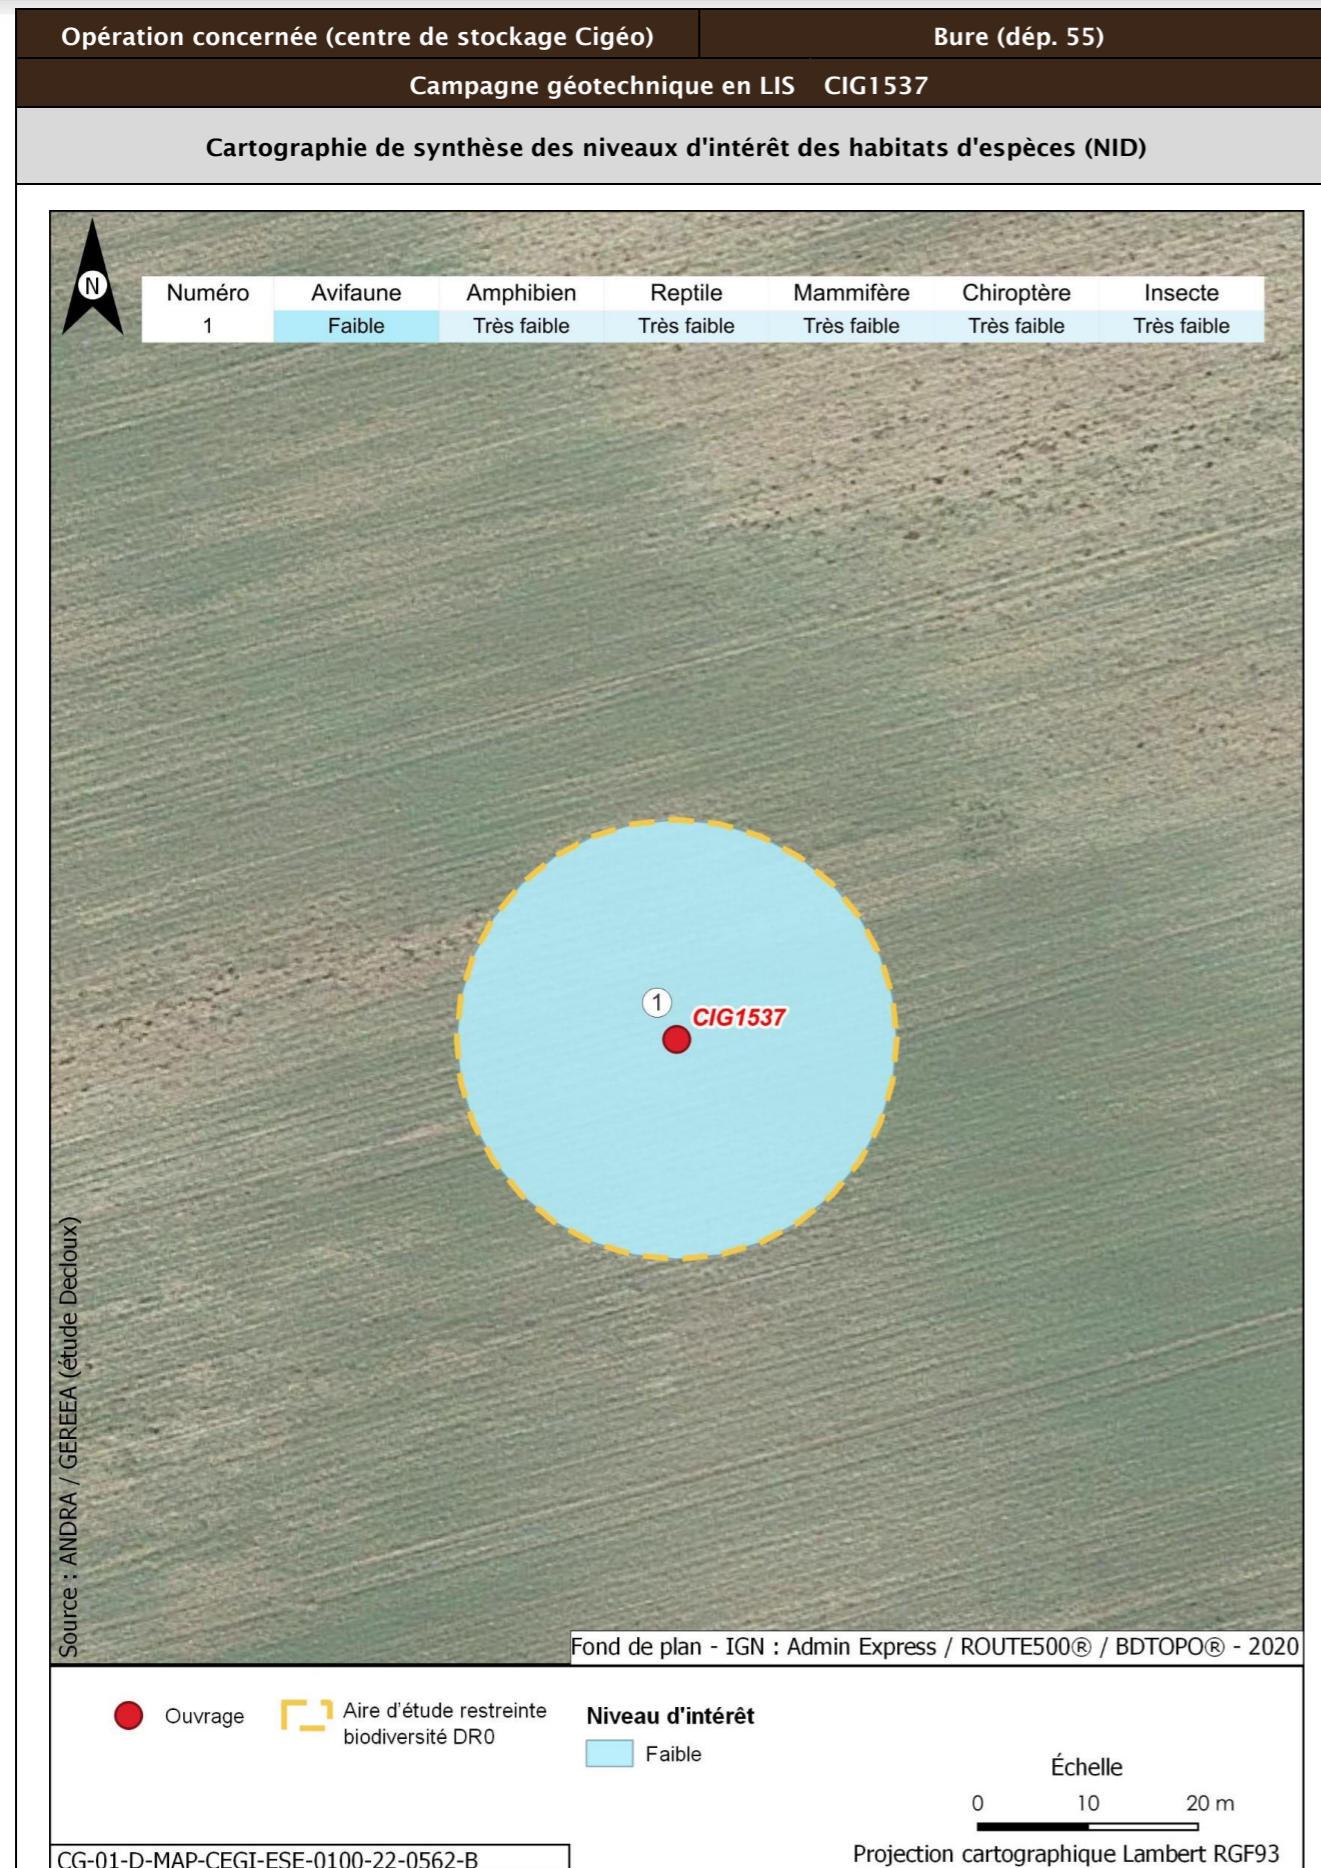 Opération concernée (centre de stockage Cigéo) Bure (dép. 55)
Campagne géotechnique en LIS CIG1537
Cartographie de synthèse des niveaux d'intérêt des habitats d'espèces (NID)
N
Numéro Avifaune Amphibien Reptile Mammifère Chiroptère Insecte
1 Faible Très faible Très faible Très faible Très faible Très faible
1
CIG1537
Source : ANDRA / GEREEA (étude Decloux)
Fond de plan - IGN : Admin Express / ROUTE500® / BDTOPO® - 2020
Ouvrage
Aire d'étude restreinte
biodiversité DR0
Niveau d'intérêt
Faible
Échelle
0 10 20 m
Projection cartographique Lambert RGF93
CG-01-D-MAP-CEGI-ESE-0100-22-0562-B